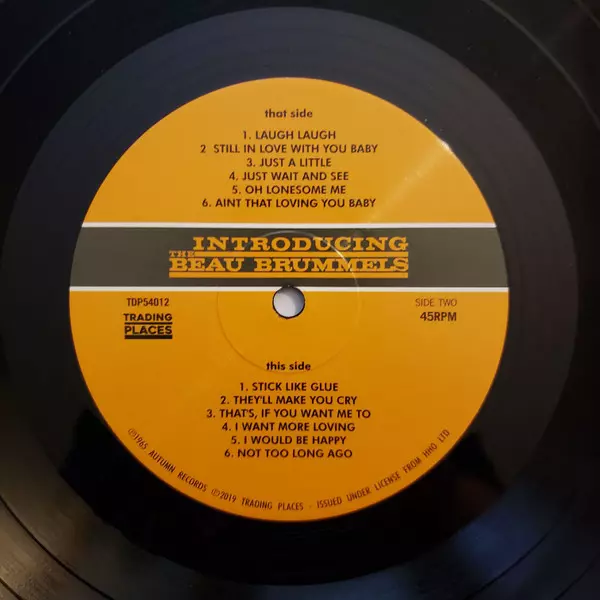 that side
1. LAUGH LAUGH
2 STILL IN LOVE WITH YOU BABY
3. JUST A LITTLE
4. JUST WAIT AND SEE
5. OH LONESOME ME
6. AINT THAT LOVING YOU BABY
INTRODUCING
THE BEAU BRUMMELS
TDP54012
TRADING
PLACES
SIDE TWO
45RPM
this side
1. STICK LIKE GLUE
2. THEY'LL MAKE YOU CRY
3. THAT'S, IF YOU WANT ME TO
4. I WANT MORE LOVING
5. I WOULD BE HAPPY
6. NOT TOO LONG AGO
℗1965 AUTUMN RECORDS ℗2019 TRADING PLACES - ISSUED UNDER LICENSE FROM HHO LTD